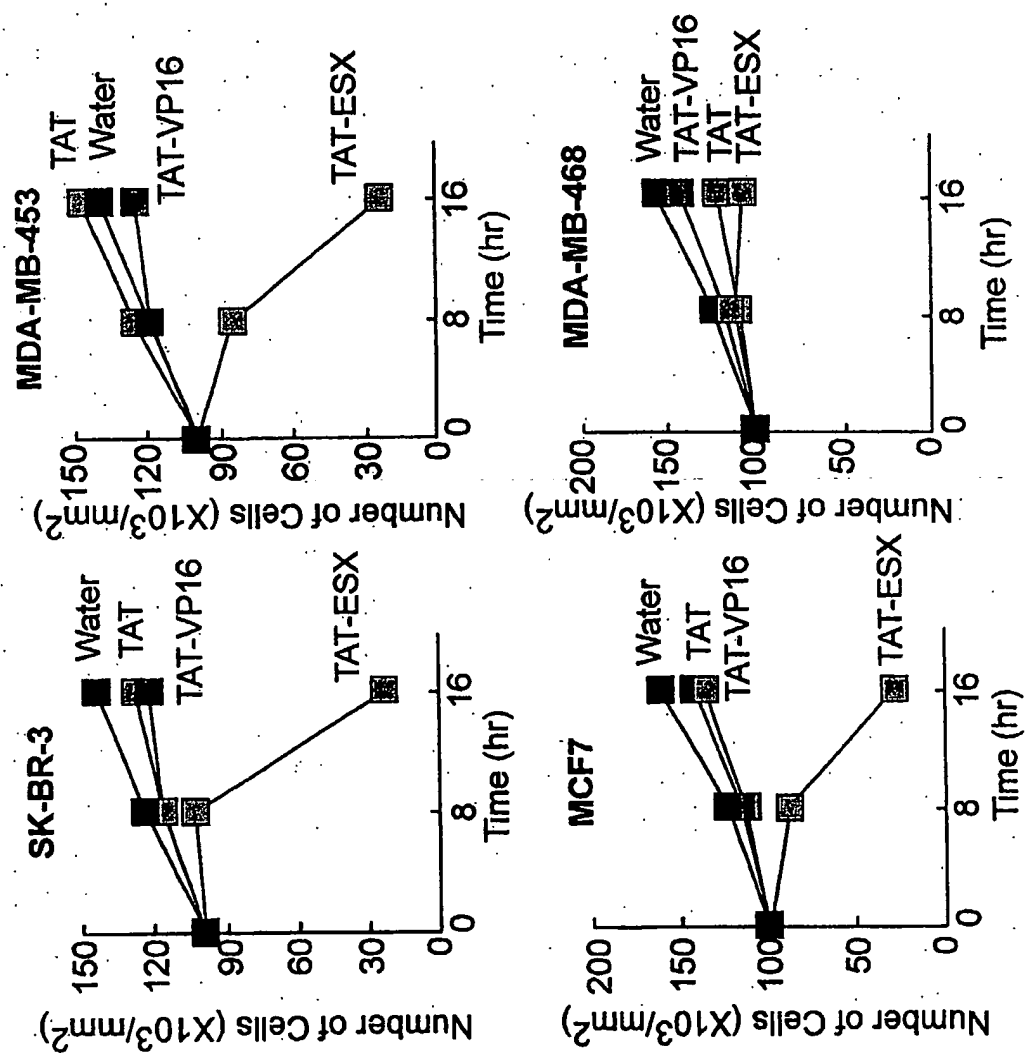 SK-BR-3
Number of Cells (X10³/mm²)
150
120
90
60
30
0
0
8
16
Time (hr)
Water
TAT
TAT-VP16
TAT-ESX
MDA-MB-453
Number of Cells (X10³/mm²)
150
120
90
60
30
0
0
8
16
Time (hr)
TAT
Water
TAT-VP16
TAT-ESX
MCF7
Number of Cells (X10³/mm²)
200
150
100
50
0
0
8
16
Time (hr)
Water
TAT
TAT-VP16
TAT-ESX
MDA-MB-468
Number of Cells (X10³/mm²)
200
150
100
50
0
0
8
16
Time (hr)
Water
TAT-VP16
TAT
TAT-ESX